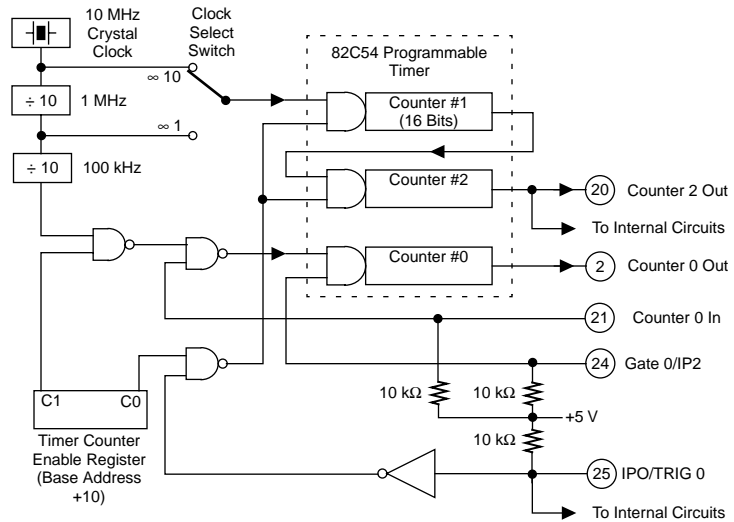 10 MHz
Crystal
Clock
Clock
Select
Switch
∞ 10
÷ 10
1 MHz
∞ 1
÷ 10
100 kHz
82C54 Programmable
Timer
Counter #1
(16 Bits)
Counter #2
20
Counter 2 Out
To Internal Circuits
Counter #0
2
Counter 0 Out
21
Counter 0 In
24
Gate 0/IP2
C1
C0
10 kΩ
10 kΩ
+5 V
10 kΩ
Timer Counter
Enable Register
(Base Address
+10)
25
IPO/TRIG 0
To Internal Circuits